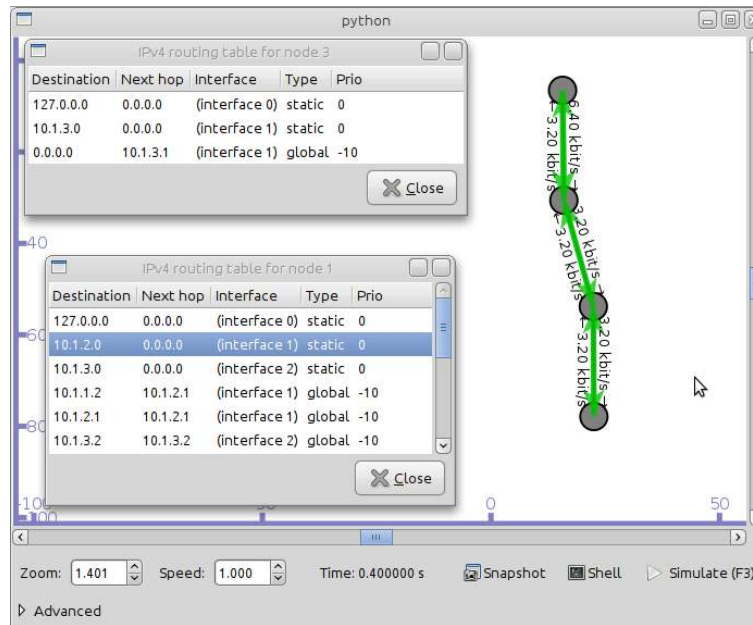 python
IPv4 routing table for node 3
Destination Next hop Interface Type Prio
127.0.0.0 0.0.0.0 (interface 0) static 0
10.1.3.0 0.0.0.0 (interface 1) static 0
0.0.0.0 10.1.3.1 (interface 1) global -10
Close
6.40 kbit/s →
← 3.20 kbit/s
3.20 kbit/s →
← 3.20 kbit/s
3.20 kbit/s →
← 3.20 kbit/s
-40
IPv4 routing table for node 1
Destination Next hop Interface Type Prio
127.0.0.0 0.0.0.0 (interface 0) static 0
10.1.2.0 0.0.0.0 (interface 1) static 0
10.1.3.0 0.0.0.0 (interface 2) static 0
10.1.1.2 10.1.2.1 (interface 1) global -10
10.1.2.1 10.1.2.1 (interface 1) global -10
10.1.3.2 10.1.3.2 (interface 2) global -10
Close
0 50
Zoom: 1.401 Speed: 1.000 Time: 0.400000 s Snapshot Shell Simulate (F3)
Advanced